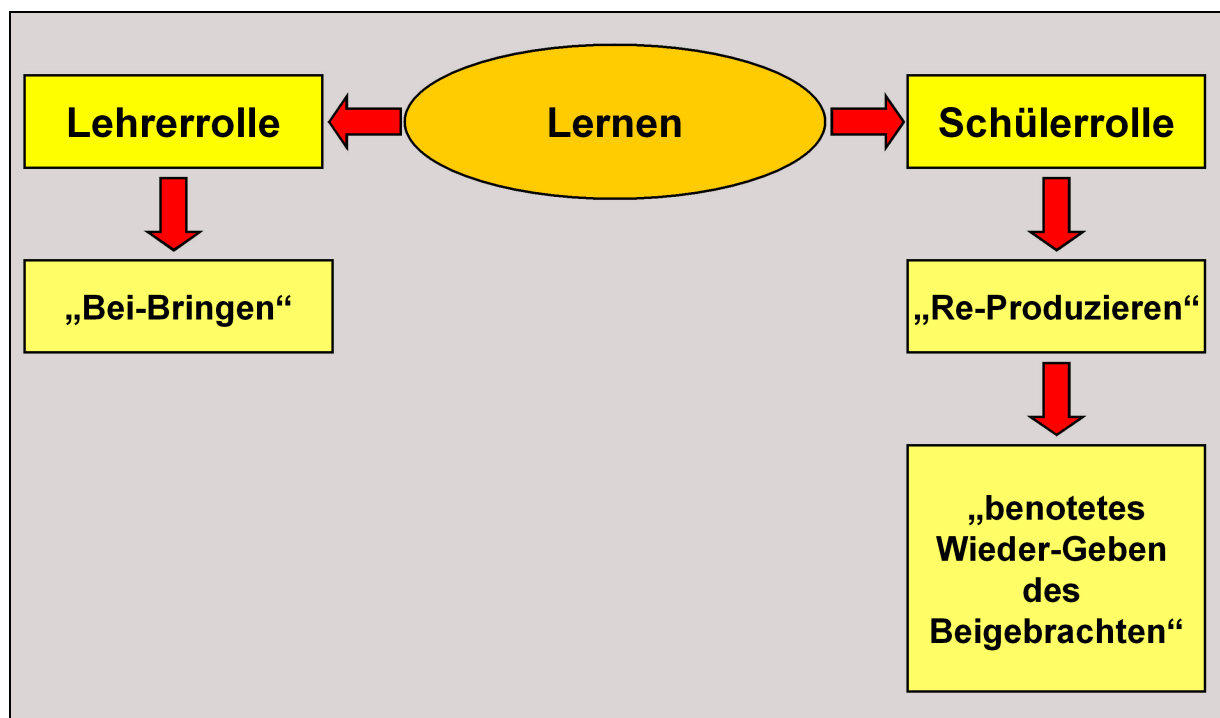 Lehrerrolle
Lernen
Schülerrolle
„Bei-Bringen“
„Re-Produzieren“
„benotetes
Wieder-Geben
des
Beigebrachten“